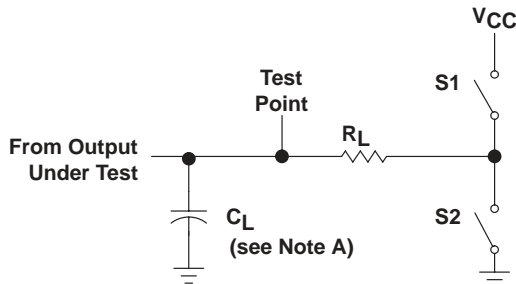 VCC
S1
Test
Point
RL
From Output
Under Test
S2
CL
(see Note A)